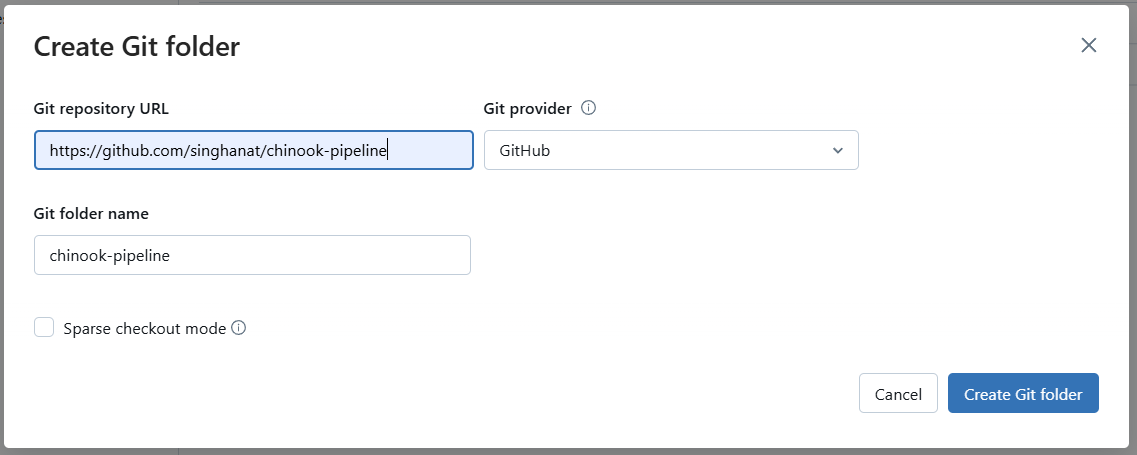 Create Git folder
Git repository URL
Git provider
https://github.com/singhanat/chinook-pipeline
GitHub
Git folder name
chinook-pipeline
Sparse checkout mode
Cancel
Create Git folder